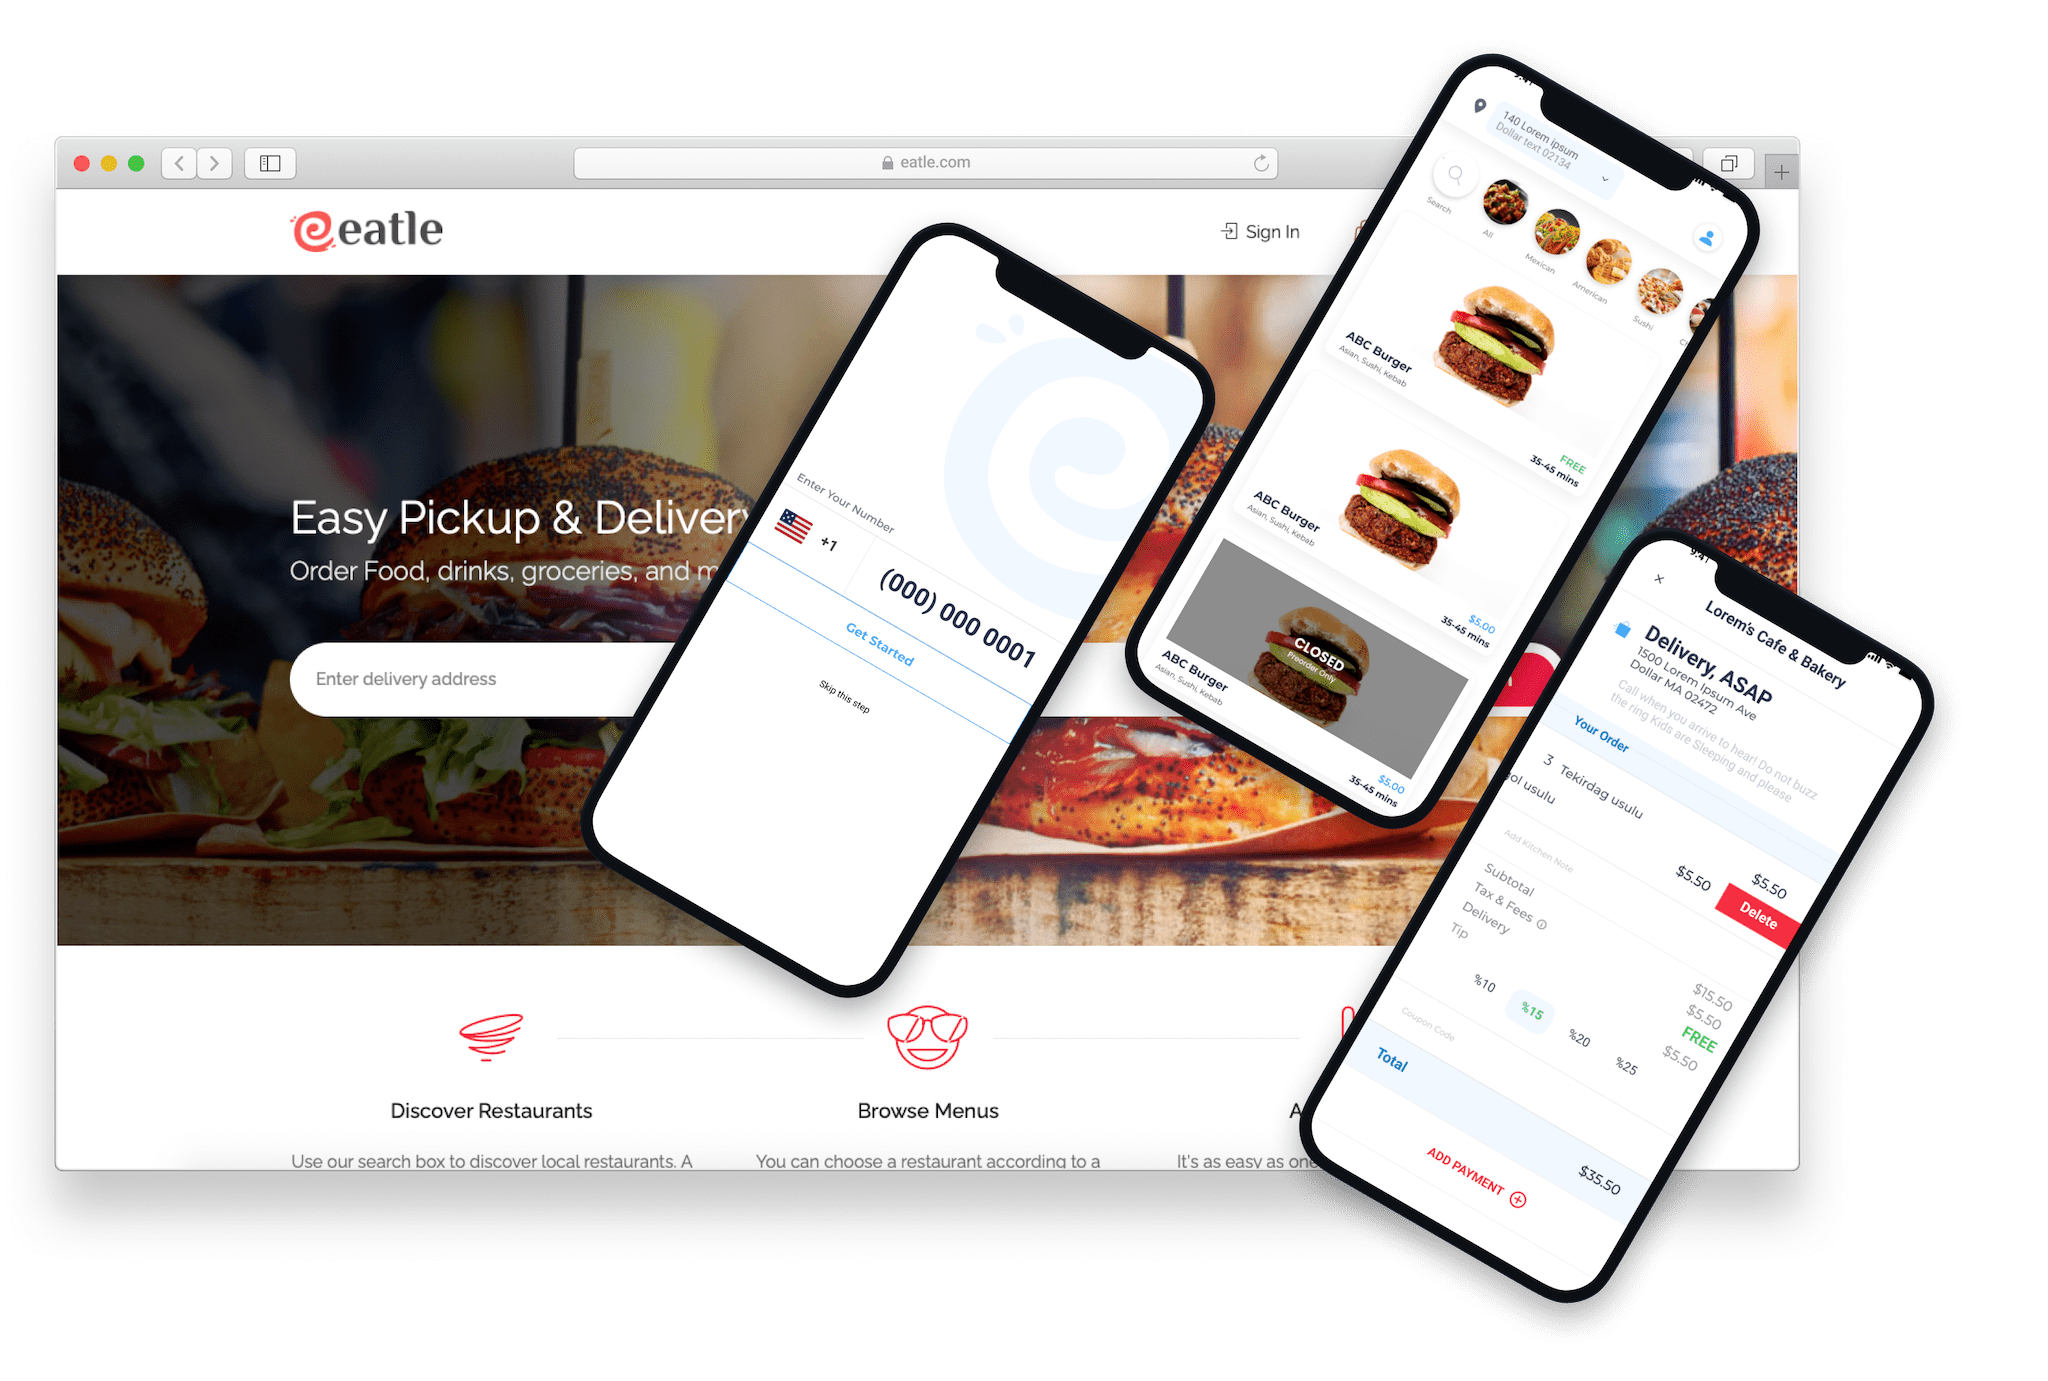 eatle.com
eatle
Sign In
Easy Pickup & Delivery
Order Food, drinks, groceries, and
Enter delivery address
Discover Restaurants
Use our search box to discover local restaurants. A
Browse Menus
You can choose a restaurant according to a
It's as easy as one
Enter Your Number
+1
(000) 000 0001
Get Started
Skip this step
140 Lorem ipsum
Dollar text 02134
Search
All
Mexican
American
Sushi
ABC Burger
Asian, Sushi, Kebab
FREE
35-45 mins
ABC Burger
Asian, Sushi, Kebab
$5.00
35-45 mins
CLOSED
Preorder Only
ABC Burger
Asian, Sushi, Kebab
$5.00
35-45 mins
9:41
Lorem's Cafe & Bakery
Delivery, ASAP
1500 Lorem Ipsum Ave
Dollar MA 02472
Call when you arrive to hear! Do not buzz
the ring Kids are Sleeping and please
Your Order
3 Tekirdag usulu
$5.50
usulu
$5.50
Delete
Add Kitchen Note
Subtotal
$15.50
Tax & Fees
$5.50
Delivery
FREE
Tip
$5.50
%10
%15
%20
%25
Coupon Code
Total
$35.50
ADD PAYMENT